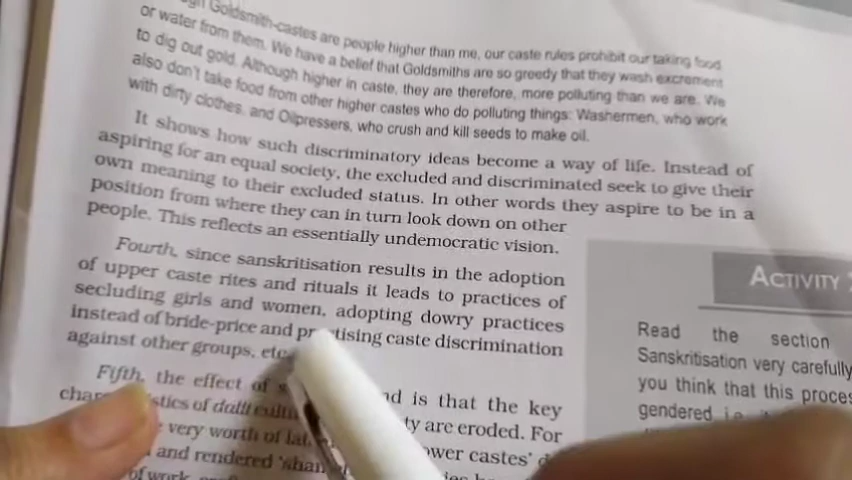 Goldsmith-castes are people higher than me, our caste rules prohibit our taking food
or water from them. We have a belief that Goldsmiths are so greedy that they wash excrement
to dig out gold. Although higher in caste, they are therefore, more polluting than we are. We
also don't take food from other higher castes who do polluting things: Washermen, who work
with dirty clothes, and Oilpressers, who crush and kill seeds to make oil.
It shows how such discriminatory ideas become a way of life. Instead of
aspiring for an equal society, the excluded and discriminated seek to give their
own meaning to their excluded status. In other words they aspire to be in a
position from where they can in turn look down on other
people. This reflects an essentially undemocratic vision.
Fourth, since sanskritisation results in the adoption
of upper caste rites and rituals it leads to practices of
secluding girls and women, adopting dowry practices
instead of bride-price and practising caste discrimination
against other groups, etc.
Fifth, the effect of is that the key
of dalit are eroded. For
very worth of
and rendered
of work
ACTIVITY
Read the section
Sanskritisation very carefully
you think that this
gendered i.e.